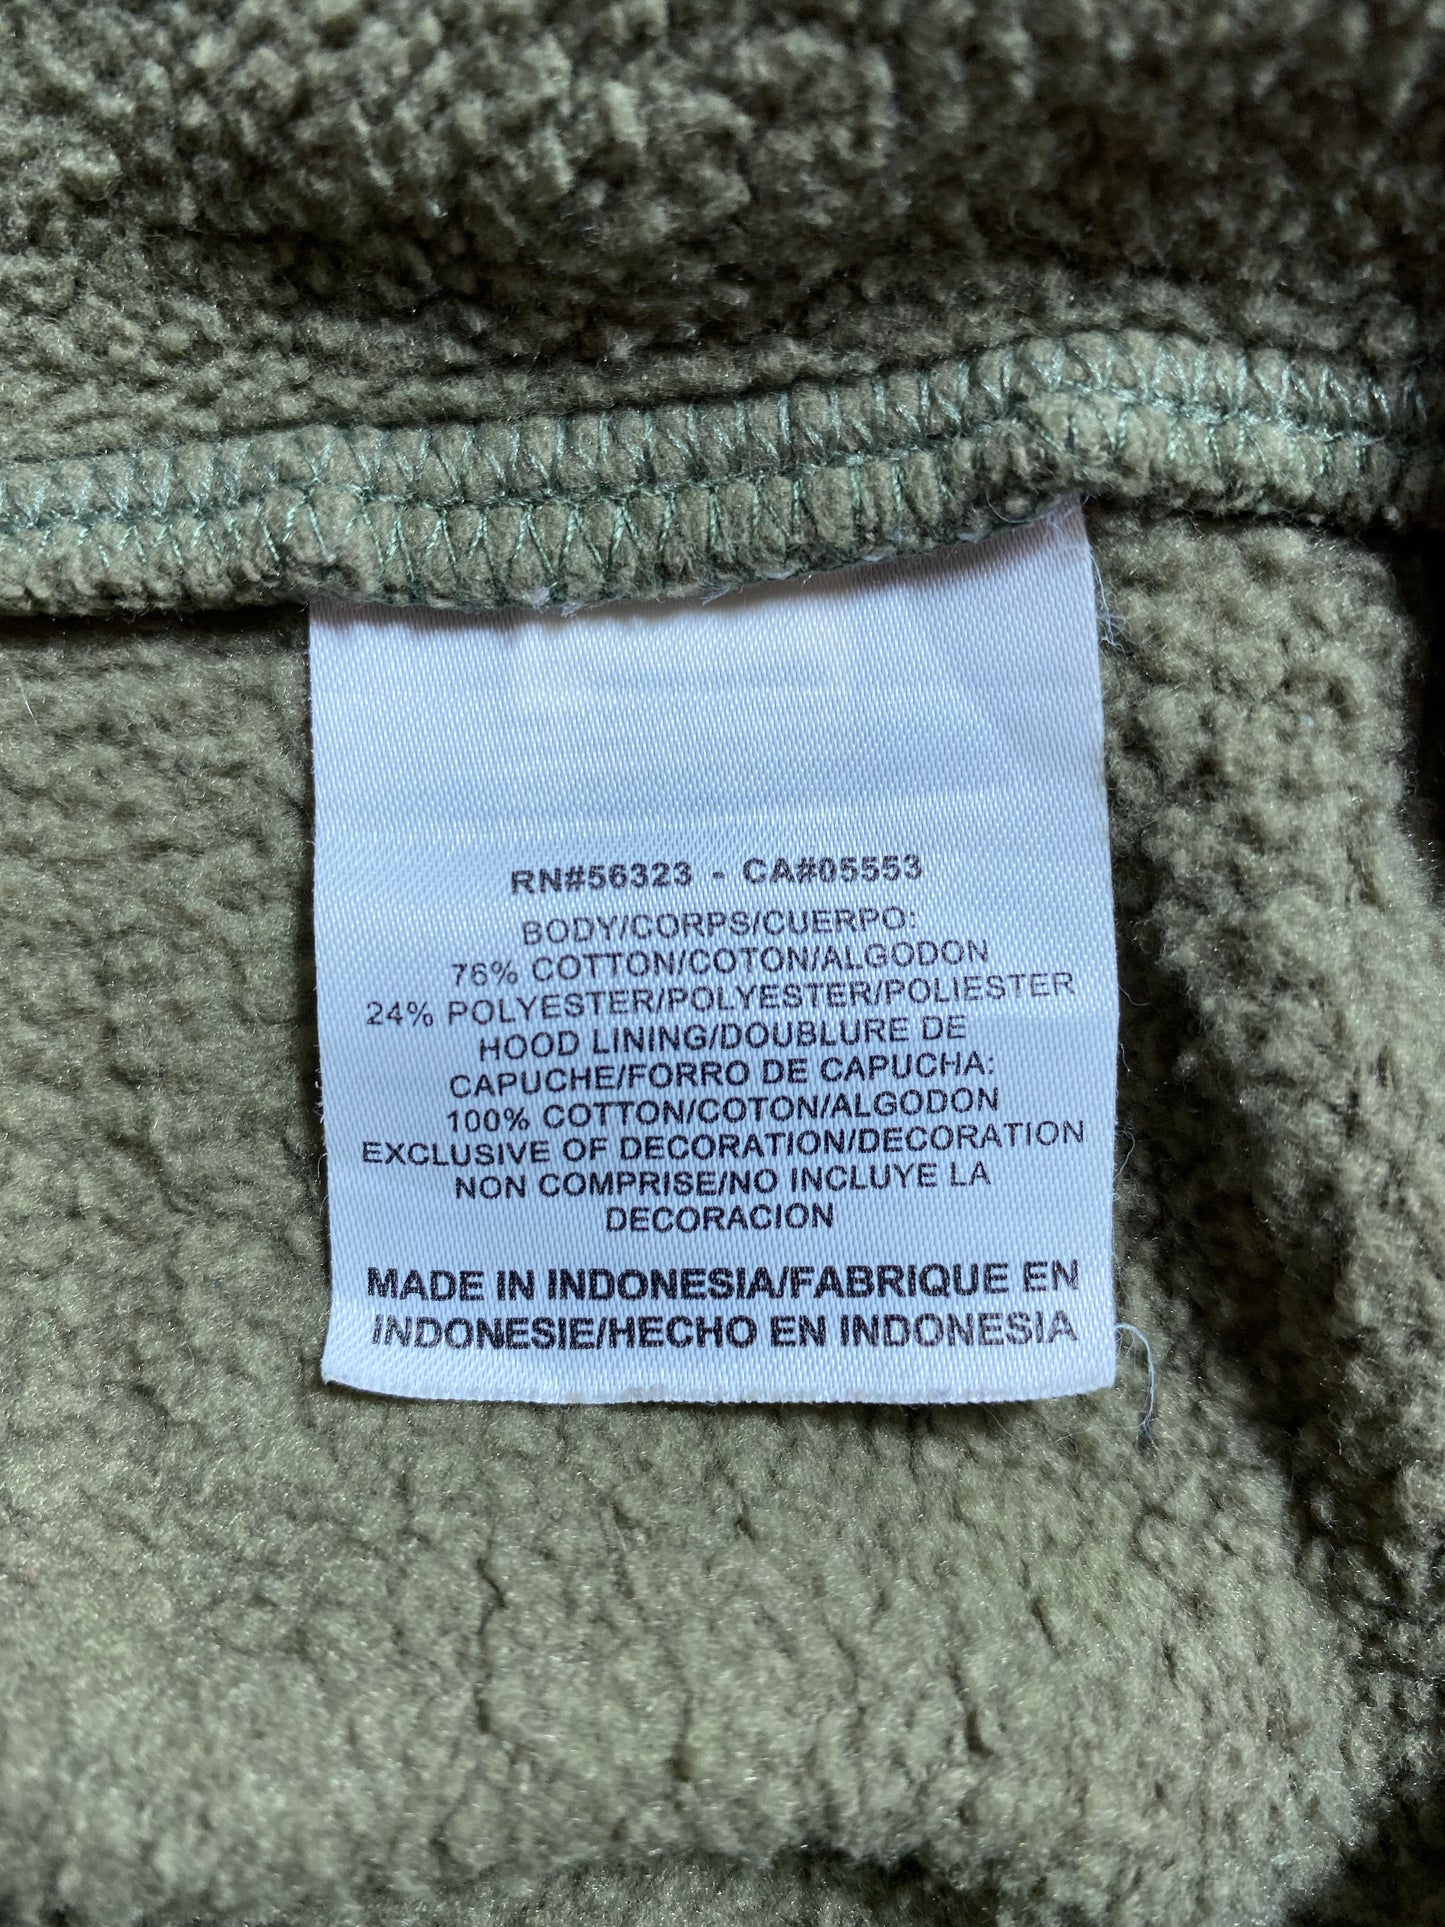 RN#56323 - CA#05553
BODY/CORPS/CUERPO:
76% COTTON/COTON/ALGODON
24% POLYESTER/POLYESTER/POLIESTER
HOOD LINING/DOUBLURE DE
CAPUCHE/FORRO DE CAPUCHA:
100% COTTON/COTON/ALGODON
EXCLUSIVE OF DECORATION/DECORATION
NON COMPRISE/NO INCLUYE LA
DECORACION
MADE IN INDONESIA/FABRIQUE EN
INDONESIE/HECHO EN INDONESIA